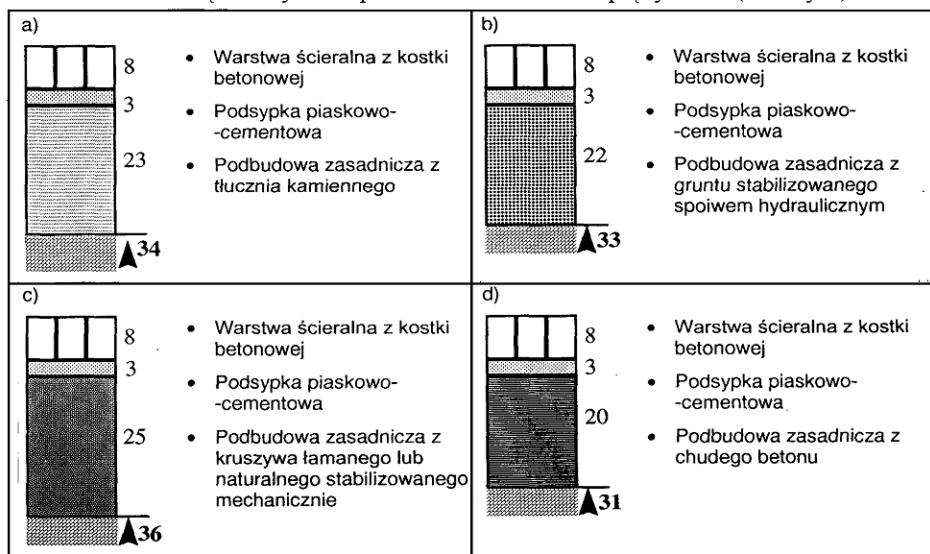 a)
8
3
23
34
• Warstwa ścieralna z kostki
betonowej
• Podsypka piaskowo-
-cementowa
• Podbudowa zasadnicza z
tłucznia kamiennego
b)
8
3
22
33
• Warstwa ścieralna z kostki
betonowej
• Podsypka piaskowo-
-cementowa
• Podbudowa zasadnicza z
gruntu stabilizowanego
spoiwem hydraulicznym
c)
8
3
25
36
• Warstwa ścieralna z kostki
betonowej
• Podsypka piaskowo-
-cementowa
• Podbudowa zasadnicza z
kruszywa łamanego lub
naturalnego stabilizowanego
mechanicznie
d)
8
3
20
31
• Warstwa ścieralna z kostki
betonowej
• Podsypka piaskowo-
-cementowa
• Podbudowa zasadnicza z
chudego betonu